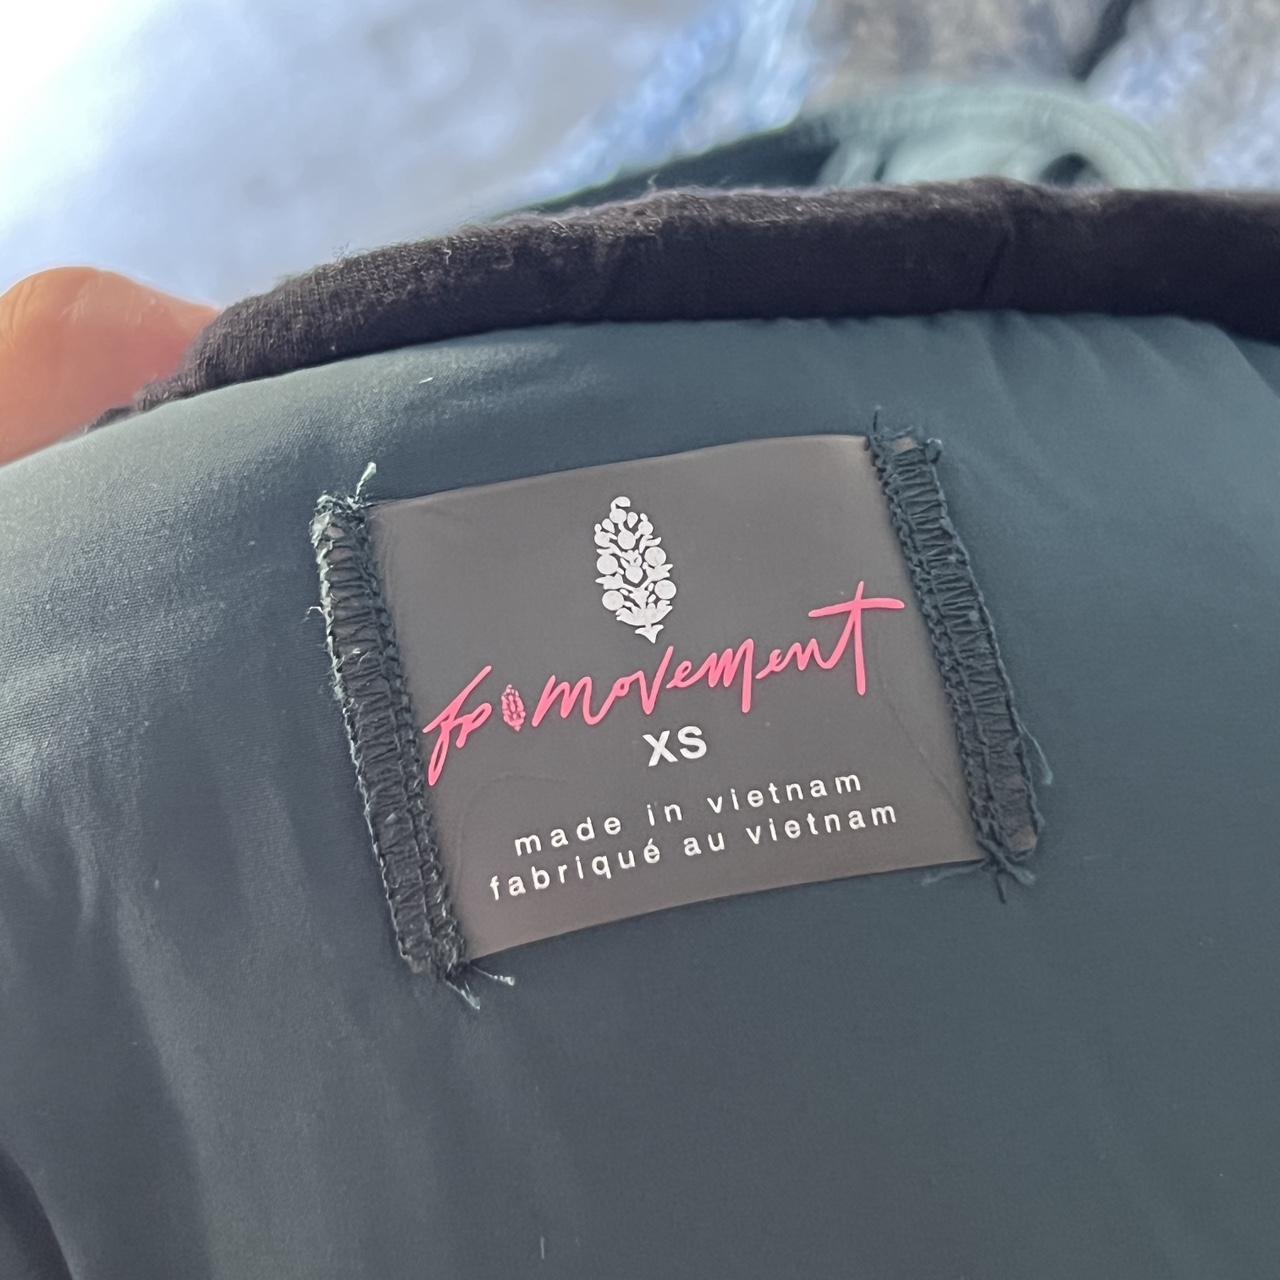 fp movement
XS
made in vietnam
fabriqué au vietnam